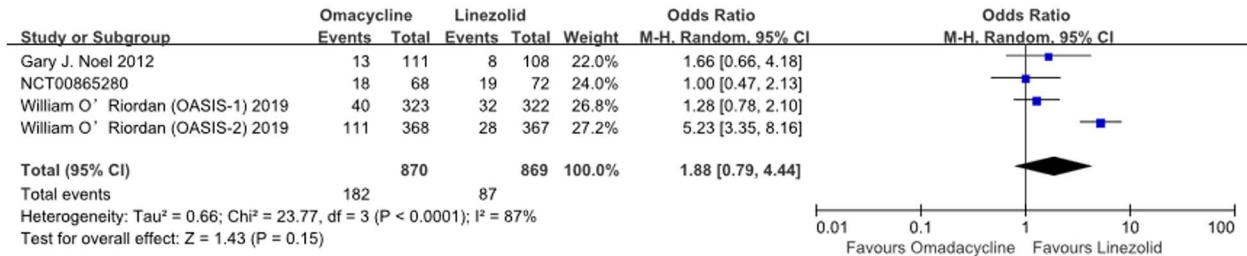 Omacycline Linezolid Odds Ratio Odds Ratio
Study or Subgroup Events Total Events Total Weight M-H, Random, 95% CI M-H, Random, 95% CI
Gary J. Noel 2012 13 111 8 108 22.0% 1.66 [0.66, 4.18]
NCT00865280 18 68 19 72 24.0% 1.00 [0.47, 2.13]
William O’ Riordan (OASIS-1) 2019 40 323 32 322 26.8% 1.28 [0.78, 2.10]
William O’ Riordan (OASIS-2) 2019 111 368 28 367 27.2% 5.23 [3.35, 8.16]
Total (95% CI) 870 869 100.0% 1.88 [0.79, 4.44]
Total events 182 87
Heterogeneity: Tau² = 0.66; Chi² = 23.77, df = 3 (P < 0.0001); I² = 87%
Test for overall effect: Z = 1.43 (P = 0.15)
0.01 0.1 1 10 100
Favours Omadacycline Favours Linezolid